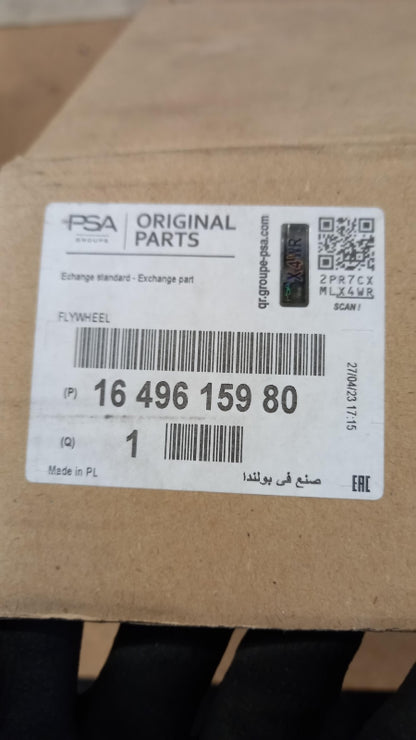 PSA
GROUPE
ORIGINAL
PARTS
qr.groupe-psa.com
X4WR
2PR7CX
MLX4WR
SCAN!
Echange standard - Exchange part
FLYWHEEL
(P) 16 496 159 80
27/04/23 17:15
(Q) 1
Made in PL
صنع في بولندا
EAC